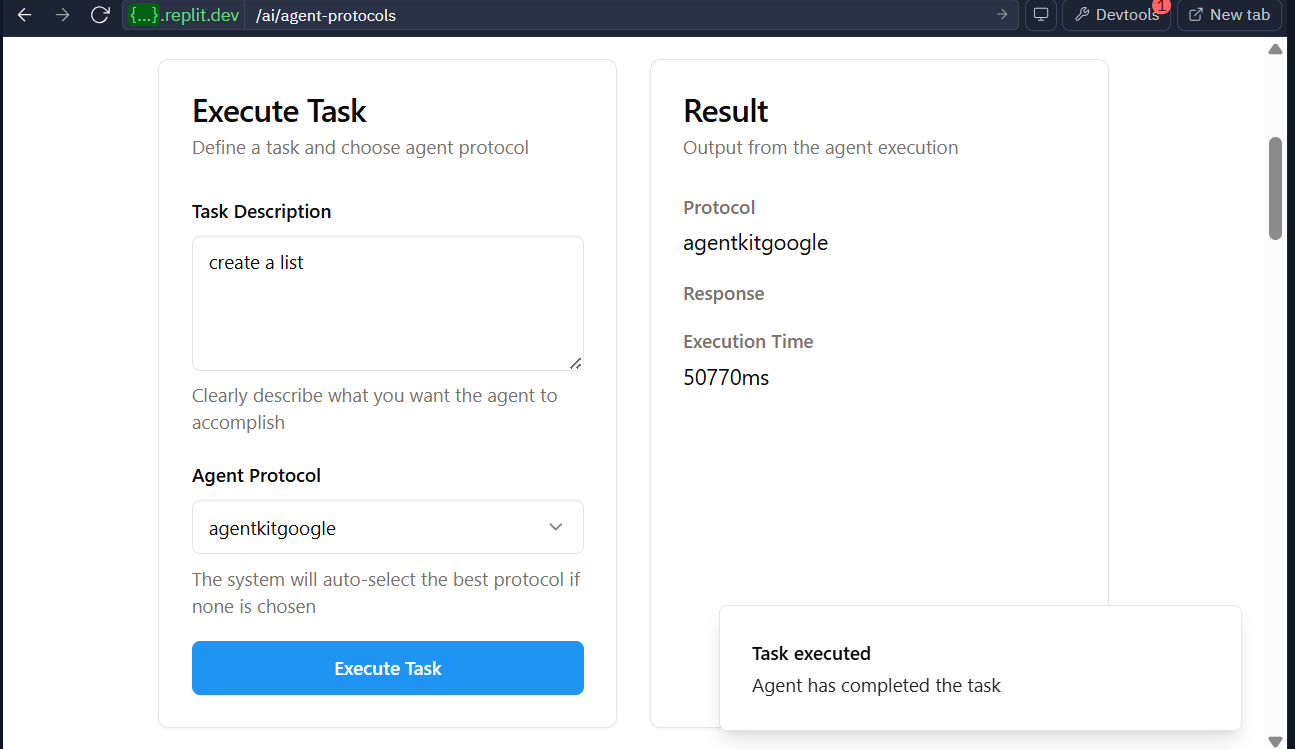 {...}.replit.dev /ai/agent-protocols
Devtools 1
New tab
Execute Task
Define a task and choose agent protocol
Task Description
create a list
Clearly describe what you want the agent to
accomplish
Agent Protocol
agentkitgoogle
The system will auto-select the best protocol if
none is chosen
Execute Task
Result
Output from the agent execution
Protocol
agentkitgoogle
Response
Execution Time
50770ms
Task executed
Agent has completed the task